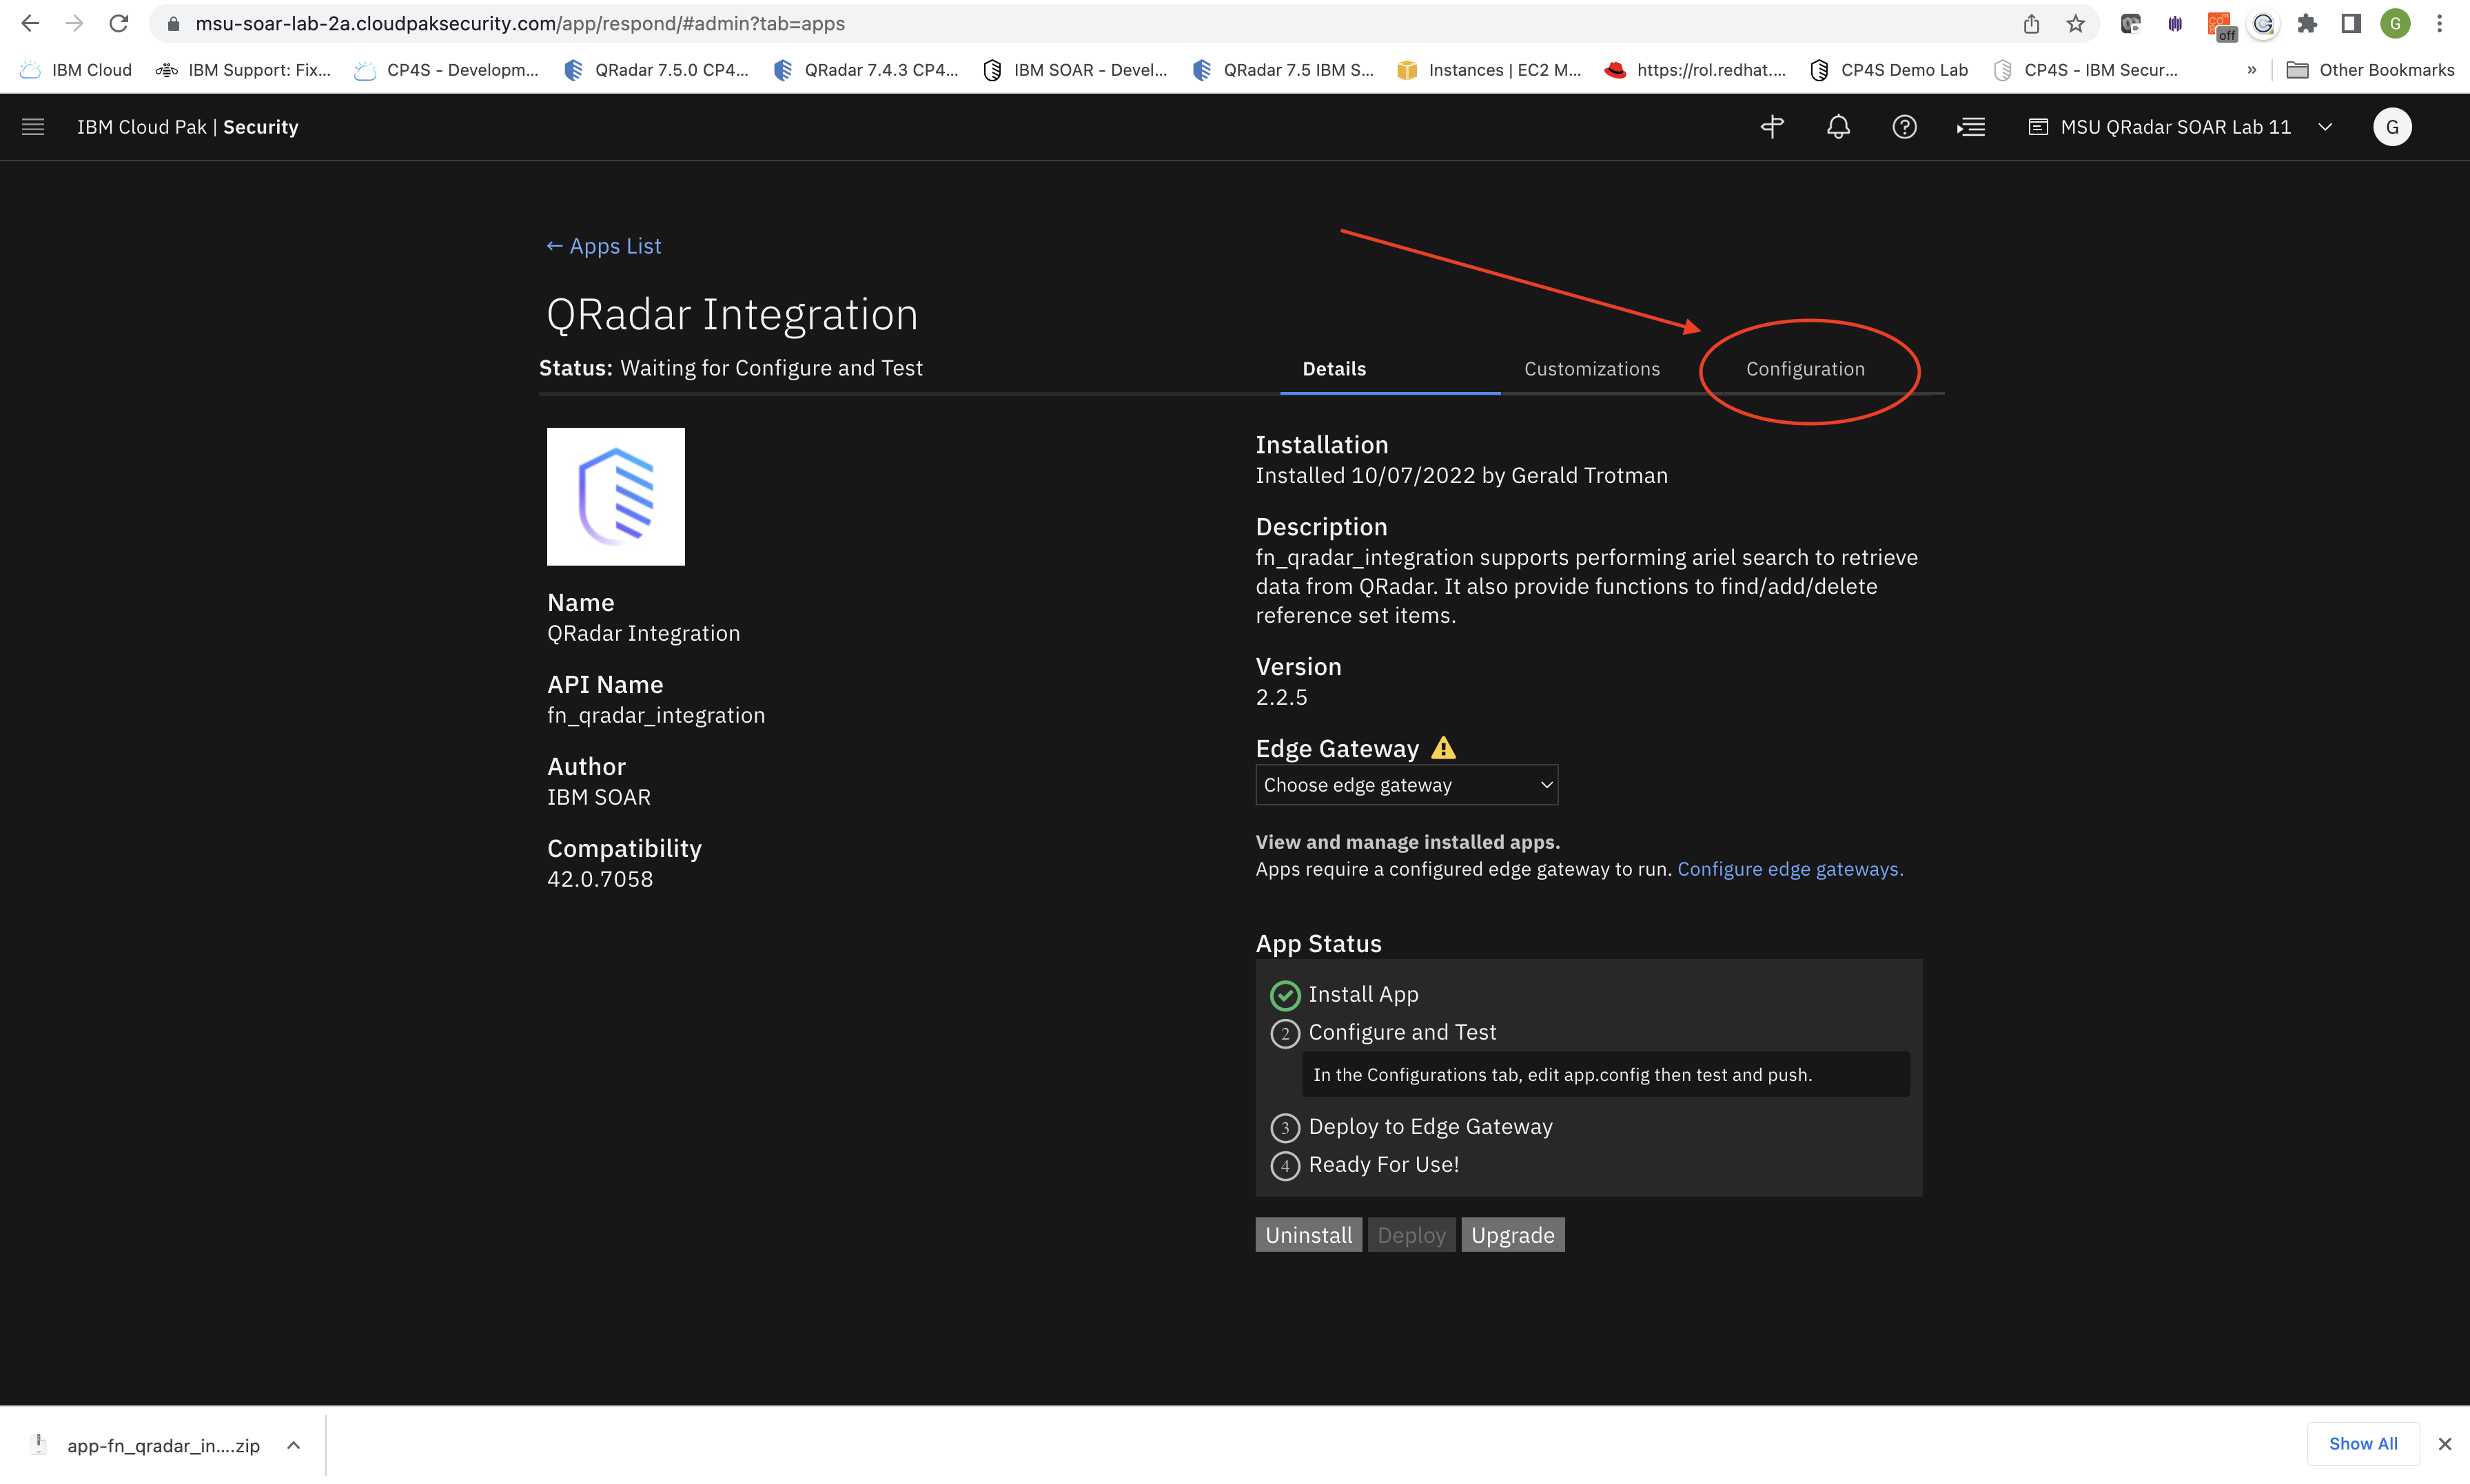 msu-soar-lab-2a.cloudpaksecurity.com/app/respond/#admin?tab=apps
off
G
IBM Cloud
IBM Support: Fix...
CP4S - Developm...
QRadar 7.5.0 CP4...
QRadar 7.4.3 CP4...
IBM SOAR - Devel...
QRadar 7.5 IBM S...
Instances | EC2 M...
https://rol.redhat....
CP4S Demo Lab
CP4S - IBM Secur...
»
Other Bookmarks
IBM Cloud Pak | Security
MSU QRadar SOAR Lab 11
G
← Apps List
QRadar Integration
Status: Waiting for Configure and Test
Details
Customizations
Configuration
Name
QRadar Integration
API Name
fn_qradar_integration
Author
IBM SOAR
Compatibility
42.0.7058
Installation
Installed 10/07/2022 by Gerald Trotman
Description
fn_qradar_integration supports performing ariel search to retrieve
data from QRadar. It also provide functions to find/add/delete
reference set items.
Version
2.2.5
Edge Gateway
Choose edge gateway
View and manage installed apps.
Apps require a configured edge gateway to run. Configure edge gateways.
App Status
Install App
2 Configure and Test
In the Configurations tab, edit app.config then test and push.
3 Deploy to Edge Gateway
4 Ready For Use!
Uninstall
Deploy
Upgrade
app-fn_qradar_in....zip
Show All